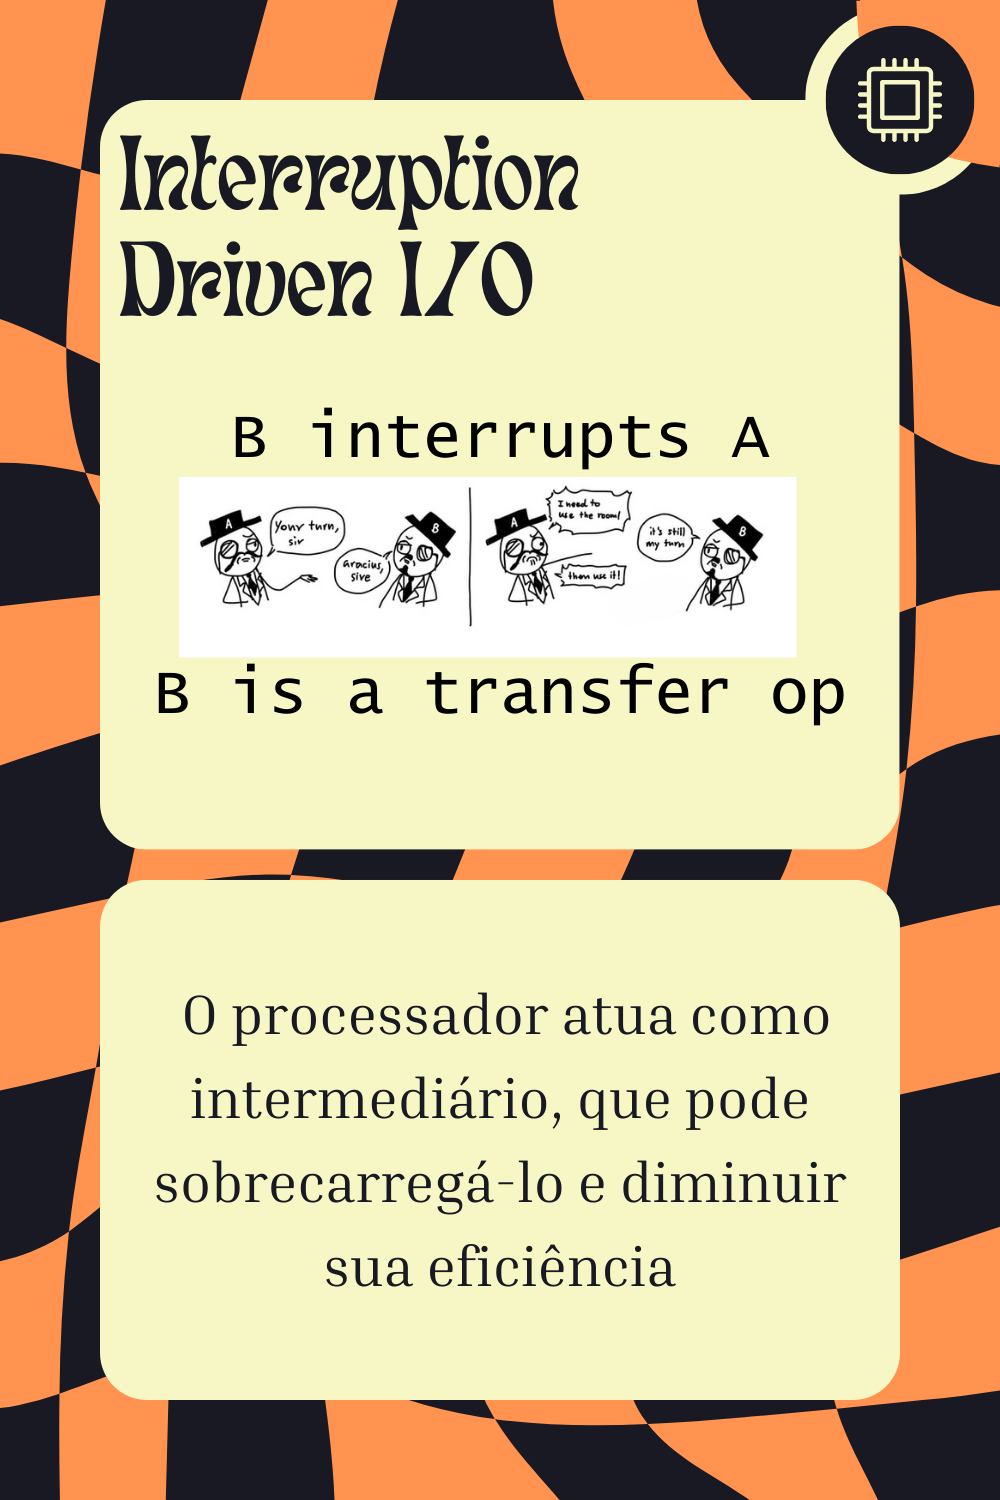 Interruption
Driven I/O
B interrupts A
A
Your turn,
sir
B
Gracius,
sire
A
I need to
use the room!
then use it!
it's still
my turn
B
B is a transfer op
O processador atua como
intermediário, que pode
sobrecarregá-lo e diminuir
sua eficiência